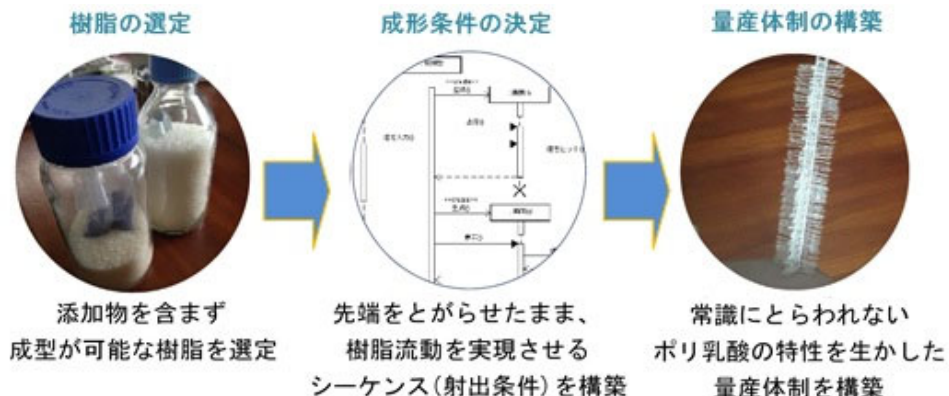 樹脂の選定
成形条件の決定
量産体制の構築
添加物を含まず
成型が可能な樹脂を選定
先端をとがらせたまま、
樹脂流動を実現させる
シーケンス(射出条件)を構築
常識にとらわれない
ポリ乳酸の特性を生かした
量産体制を構築